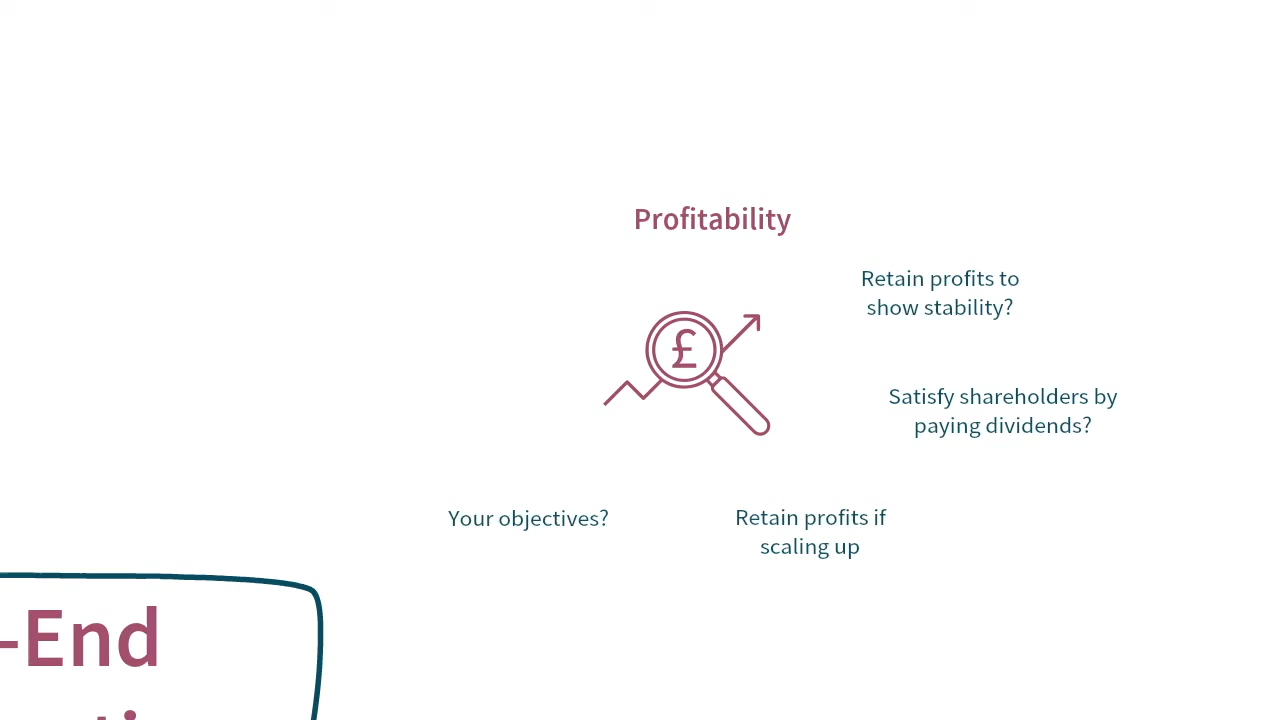 Profitability
Retain profits to
show stability?
£
Satisfy shareholders by
paying dividends?
Your objectives?
Retain profits if
scaling up
-End